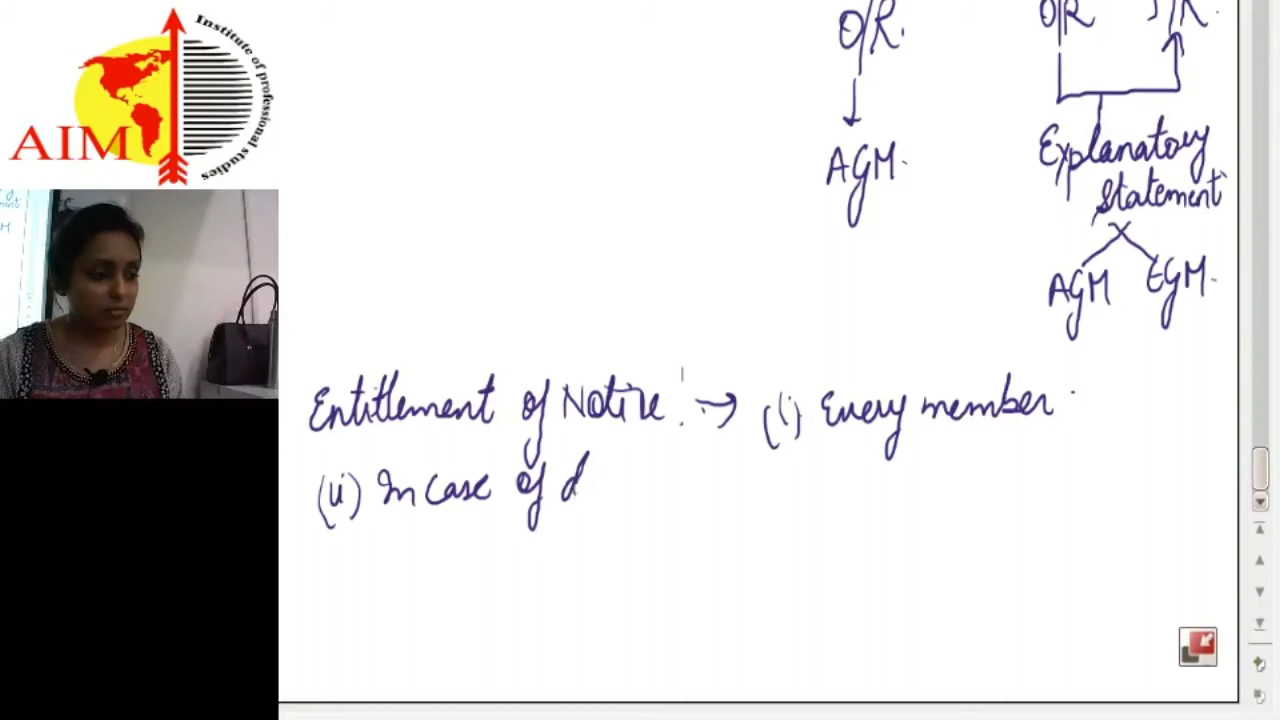 AIM
Institute of professional studies
O/R.
O/R S/R.
AGM.
Explanatory
Statement
AGM EGM.
Entitlement of Notice: → (i) Every member.
(ii) In case of d